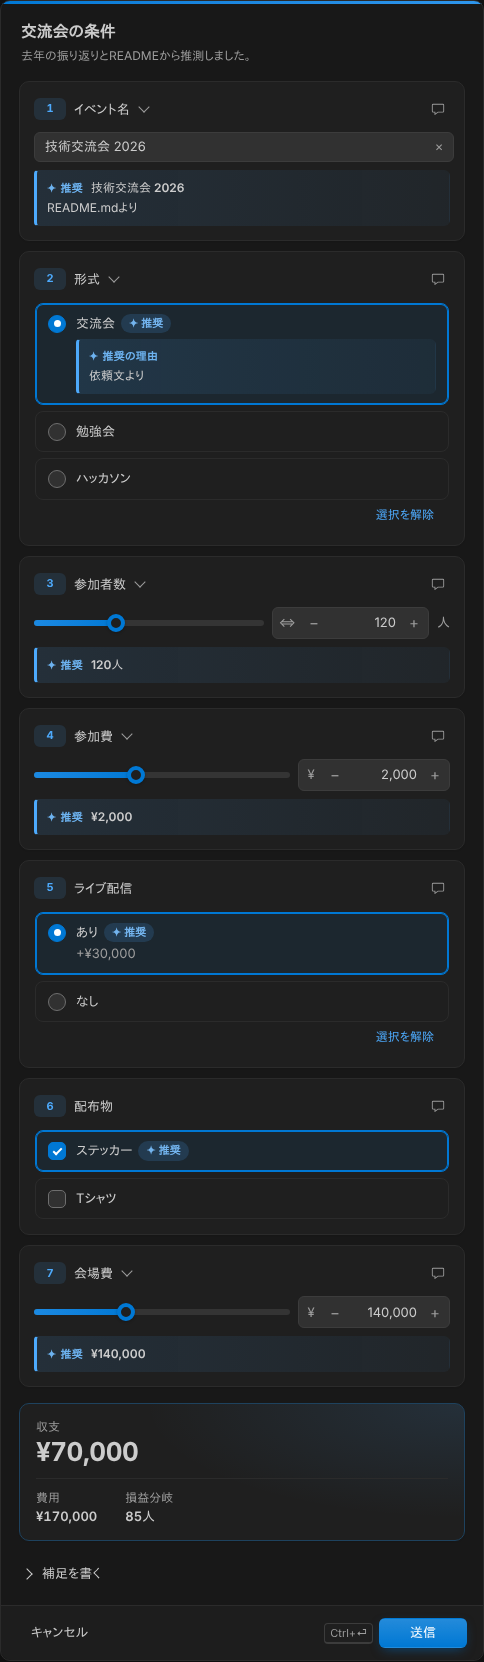 交流会の条件
去年の振り返りとREADMEから推測しました。
1 イベント名
技術交流会 2026 ×
✦ 推奨 技術交流会 2026
README.mdより
2 形式
交流会 ✦ 推奨
✦ 推奨の理由
依頼文より
勉強会
ハッカソン
選択を解除
3 参加者数
⇔ − 120 + 人
✦ 推奨 120人
4 参加費
¥ − 2,000 +
✦ 推奨 ¥2,000
5 ライブ配信
あり ✦ 推奨
+¥30,000
なし
選択を解除
6 配布物
ステッカー ✦ 推奨
Tシャツ
7 会場費
¥ − 140,000 +
✦ 推奨 ¥140,000
収支
¥70,000
費用 損益分岐
¥170,000 85人
補足を書く
キャンセル Ctrl+⏎ 送信